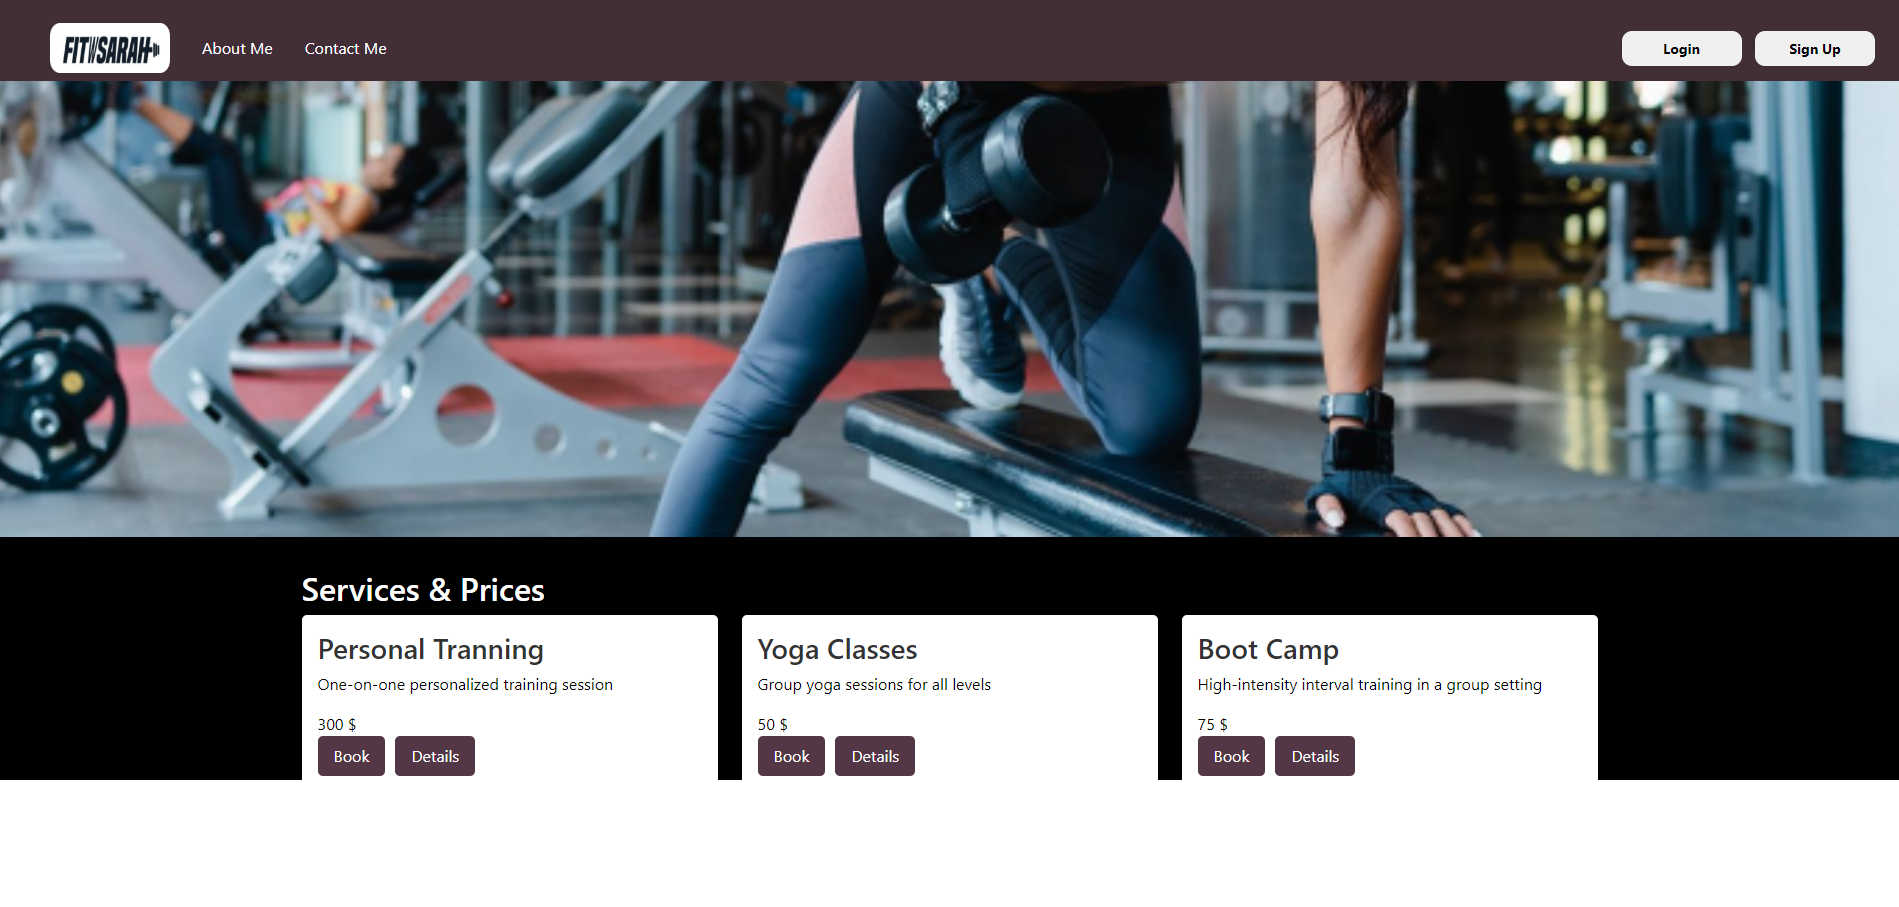 FITWSARAH
About Me
Contact Me
Login
Sign Up
Services & Prices
Personal Tranning
One-on-one personalized training session
300 $
Book
Details
Yoga Classes
Group yoga sessions for all levels
50 $
Book
Details
Boot Camp
High-intensity interval training in a group setting
75 $
Book
Details